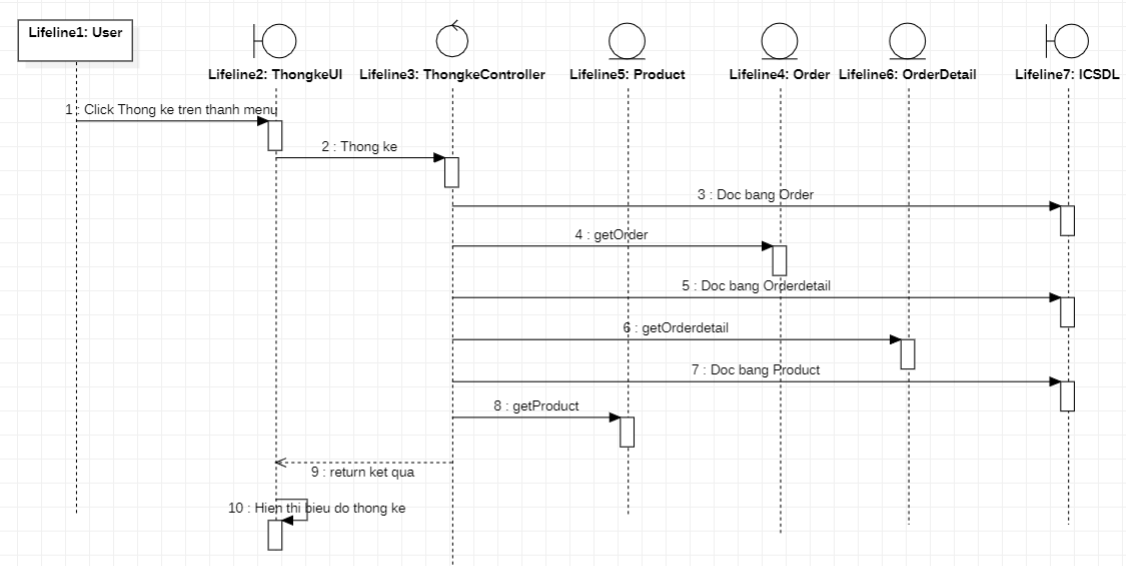 Lifeline1: User
Lifeline2: ThongkeUI
Lifeline3: ThongkeController
Lifeline5: Product
Lifeline4: Order
Lifeline6: OrderDetail
Lifeline7: ICSDL
1 : Click Thong ke tren thanh menu
2 : Thong ke
3 : Doc bang Order
4 : getOrder
5 : Doc bang Orderdetail
6 : getOrderdetail
7 : Doc bang Product
8 : getProduct
9 : return ket qua
10 : Hien thi bieu do thong ke